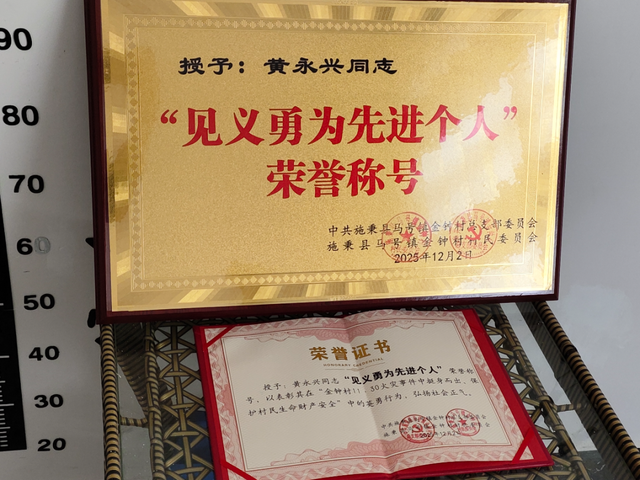 90
80
70
60
50
40
30
20
授予：黄永兴同志
“见义勇为先进个人”
荣誉称号
中共施秉县马号镇金钟村党支部委员会
施秉县马号镇金钟村村民委员会
2025年12月2日
荣誉证书
授予：黄永兴同志“见义勇为先进个人”荣誉称
号，以表彰其在“金钟村11.30火灾事件中挺身而出，保
护村民生命财产安全”中的英勇行为，弘扬社会正气。